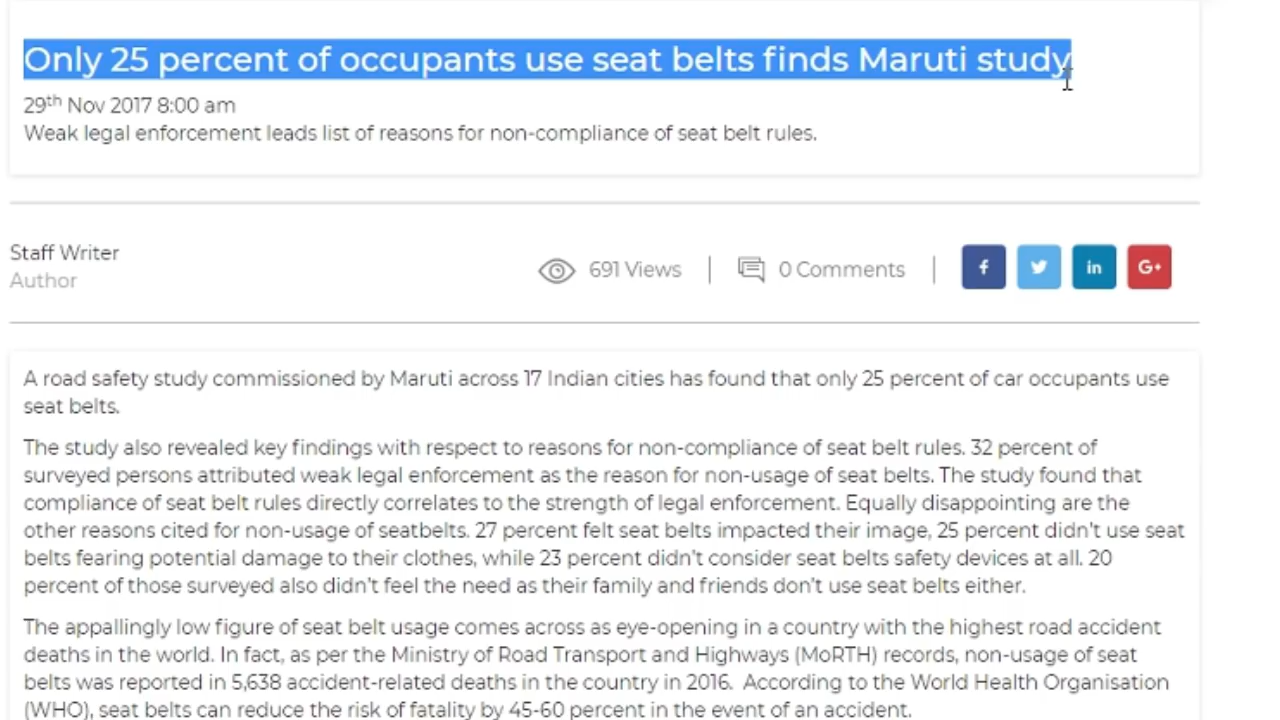 Only 25 percent of occupants use seat belts finds Maruti study
29th Nov 2017 8:00 am
Weak legal enforcement leads list of reasons for non-compliance of seat belt rules.
Staff Writer
Author
691 Views
0 Comments
f
in
G+
A road safety study commissioned by Maruti across 17 Indian cities has found that only 25 percent of car occupants use
seat belts.
The study also revealed key findings with respect to reasons for non-compliance of seat belt rules. 32 percent of
surveyed persons attributed weak legal enforcement as the reason for non-usage of seat belts. The study found that
compliance of seat belt rules directly correlates to the strength of legal enforcement. Equally disappointing are the
other reasons cited for non-usage of seatbelts. 27 percent felt seat belts impacted their image, 25 percent didn't use seat
belts fearing potential damage to their clothes, while 23 percent didn't consider seat belts safety devices at all. 20
percent of those surveyed also didn't feel the need as their family and friends don't use seat belts either.
The appallingly low figure of seat belt usage comes across as eye-opening in a country with the highest road accident
deaths in the world. In fact, as per the Ministry of Road Transport and Highways (MoRTH) records, non-usage of seat
belts was reported in 5,638 accident-related deaths in the country in 2016. According to the World Health Organisation
(WHO), seat belts can reduce the risk of fatality by 45-60 percent in the event of an accident.